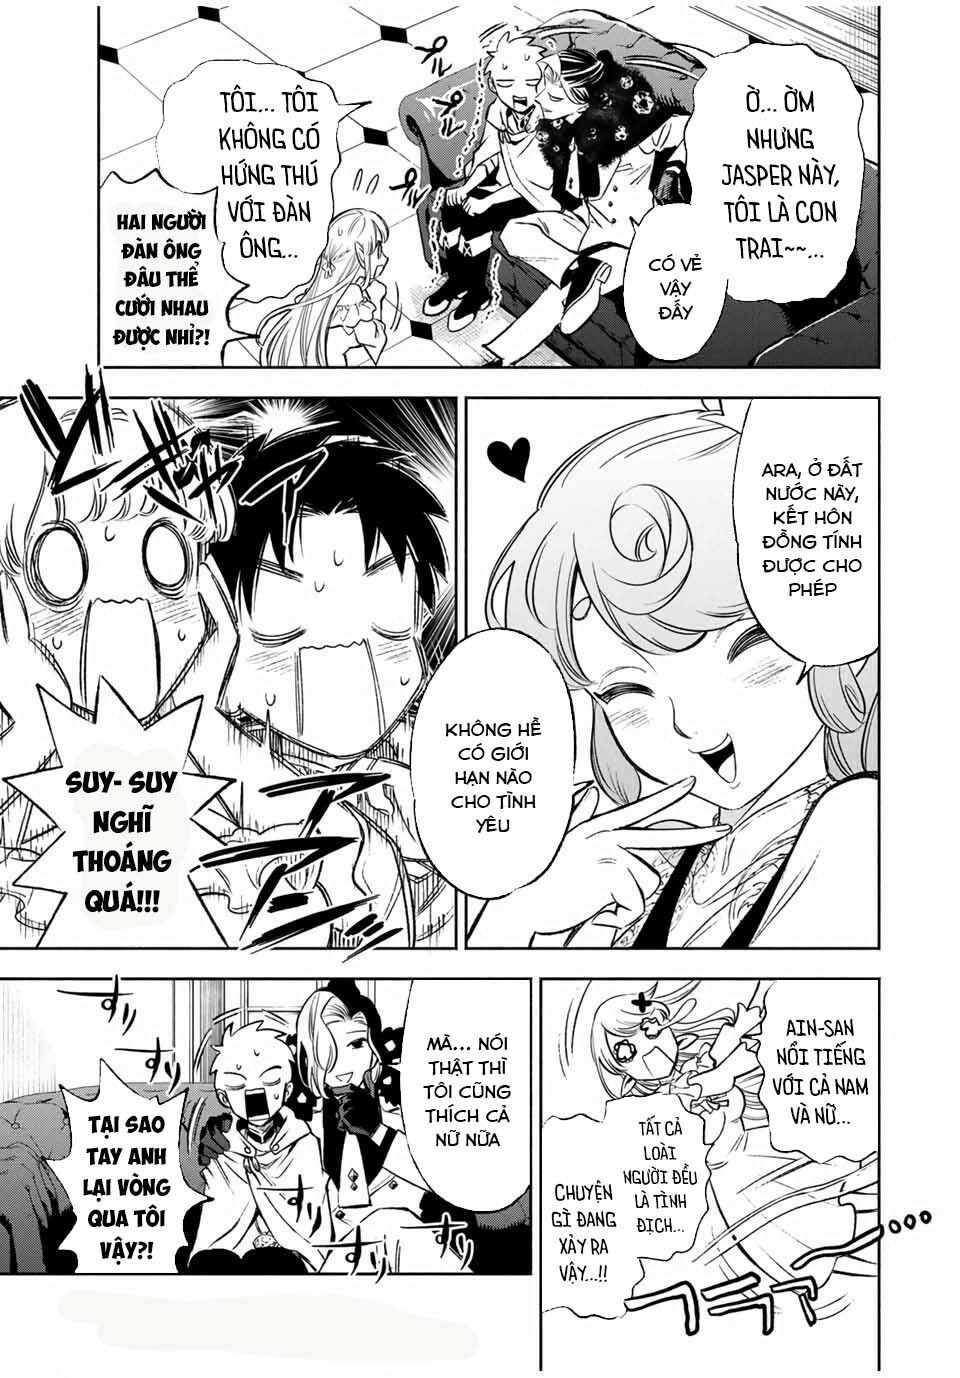 Ờ... ỜM
NHƯNG
JASPER NÀY,
TÔI LÀ CON
TRAI~~...
CÓ VẺ
VẬY
ĐẤY
TÔI... TÔI
KHÔNG CÓ
HỨNG THÚ
VỚI ĐÀN
ÔNG...
HAI NGƯỜI
ĐÀN ÔNG
ĐÂU THỂ
CƯỚI NHAU
ĐƯỢC NHỈ?!
ARA, Ở ĐẤT
NƯỚC NÀY,
KẾT HÔN
ĐỒNG TÍNH
ĐƯỢC CHO
PHÉP
KHÔNG HỀ
CÓ GIỚI
HẠN NÀO
CHO TÌNH
YÊU
SUY- SUY
NGHĨ
THOÁNG
QUÁ!!!
AIN-SAN
NỔI TIẾNG
VỚI CẢ NAM
VÀ NỮ...
TẤT CẢ
LOÀI
NGƯỜI ĐỀU
LÀ TÌNH
ĐỊCH...
CHUYỆN
GÌ ĐANG
XẢY RA
VẬY...!!
フラァ
MÀ... NÓI
THẬT THÌ
TÔI CŨNG
THÍCH CẢ
NỮ NỮA
TẠI SAO
TAY ANH
LẠI VÒNG
QUA TÔI
VẬY?!